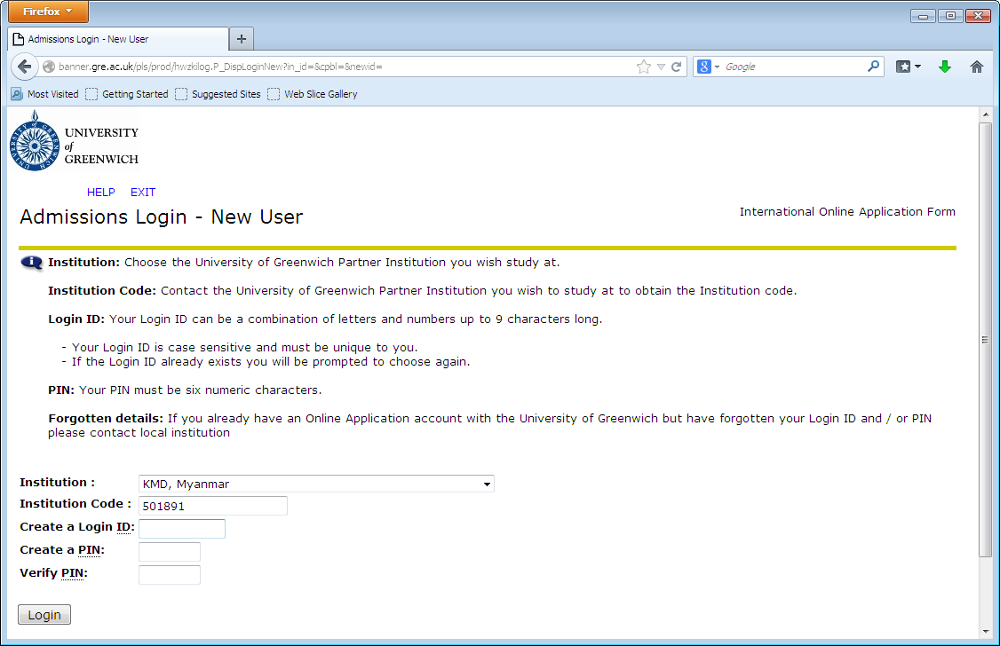 Firefox
Admissions Login - New User
banner.gre.ac.uk/pls/prod/hwzkilog.P_DispLoginNew?in_id=&cpbl=&newid=
Google
Most Visited Getting Started Suggested Sites Web Slice Gallery
UNIVERSITY
of
GREENWICH
HELP EXIT
Admissions Login - New User
International Online Application Form
Institution: Choose the University of Greenwich Partner Institution you wish study at.
Institution Code: Contact the University of Greenwich Partner Institution you wish to study at to obtain the Institution code.
Login ID: Your Login ID can be a combination of letters and numbers up to 9 characters long.
- Your Login ID is case sensitive and must be unique to you.
- If the Login ID already exists you will be prompted to choose again.
PIN: Your PIN must be six numeric characters.
Forgotten details: If you already have an Online Application account with the University of Greenwich but have forgotten your Login ID and / or PIN
please contact local institution
Institution : KMD, Myanmar
Institution Code : 501891
Create a Login ID:
Create a PIN:
Verify PIN:
Login